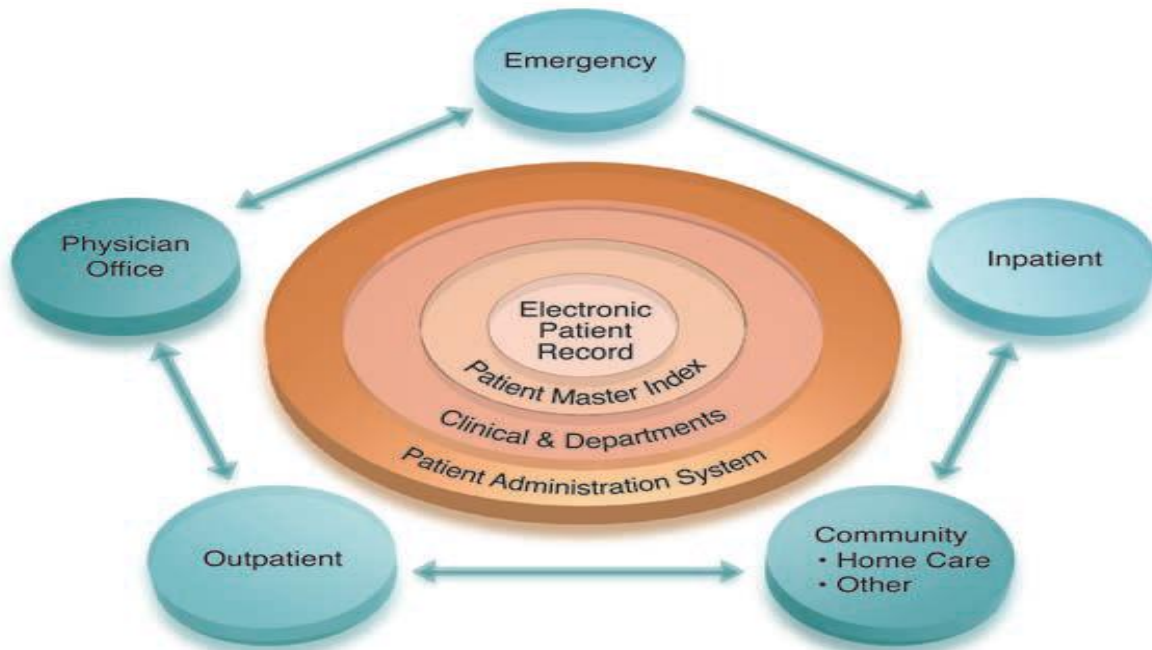 Emergency
Physician
Office
Inpatient
Electronic
Patient
Record
Patient Master Index
Clinical & Departments
Patient Administration System
Outpatient
Community
• Home Care
• Other